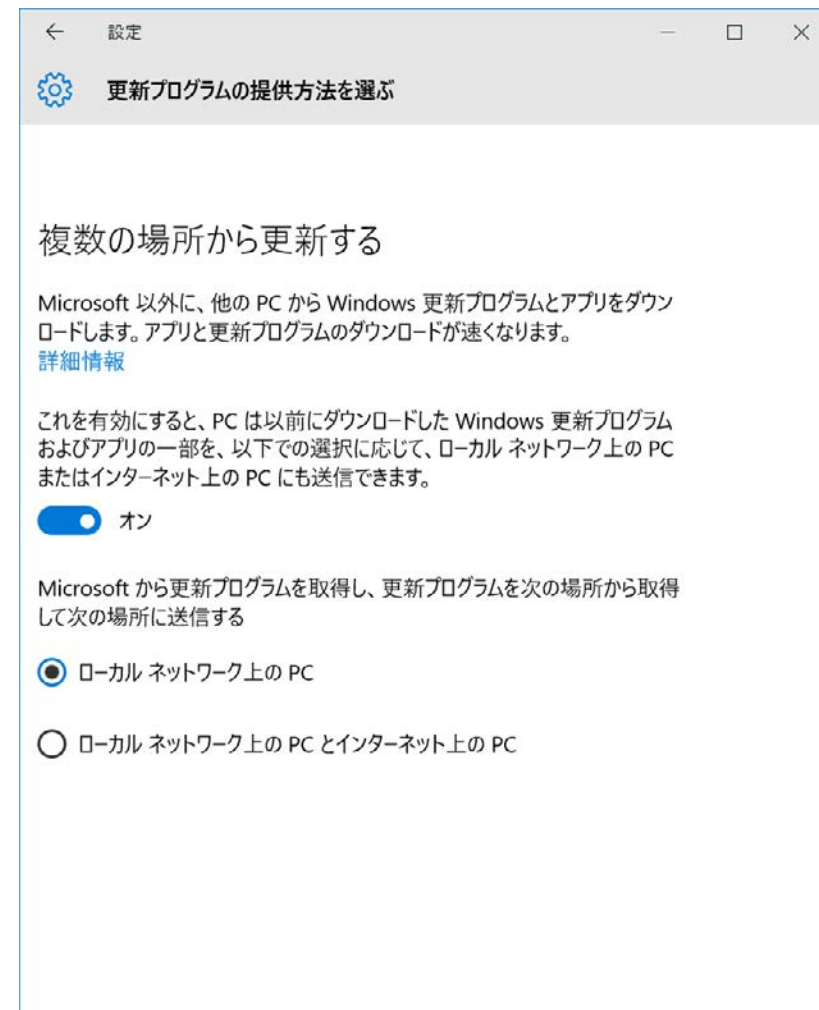 設定
更新プログラムの提供方法を選ぶ
複数の場所から更新する
Microsoft 以外に、他の PC から Windows 更新プログラムとアプリをダウン
ロードします。アプリと更新プログラムのダウンロードが速くなります。
詳細情報
これを有効にすると、PC は以前にダウンロードした Windows 更新プログラム
およびアプリの一部を、以下での選択に応じて、ローカル ネットワーク上の PC
またはインターネット上の PC にも送信できます。
オン
Microsoft から更新プログラムを取得し、更新プログラムを次の場所から取得
して次の場所に送信する
ローカル ネットワーク上の PC
ローカル ネットワーク上の PC とインターネット上の PC